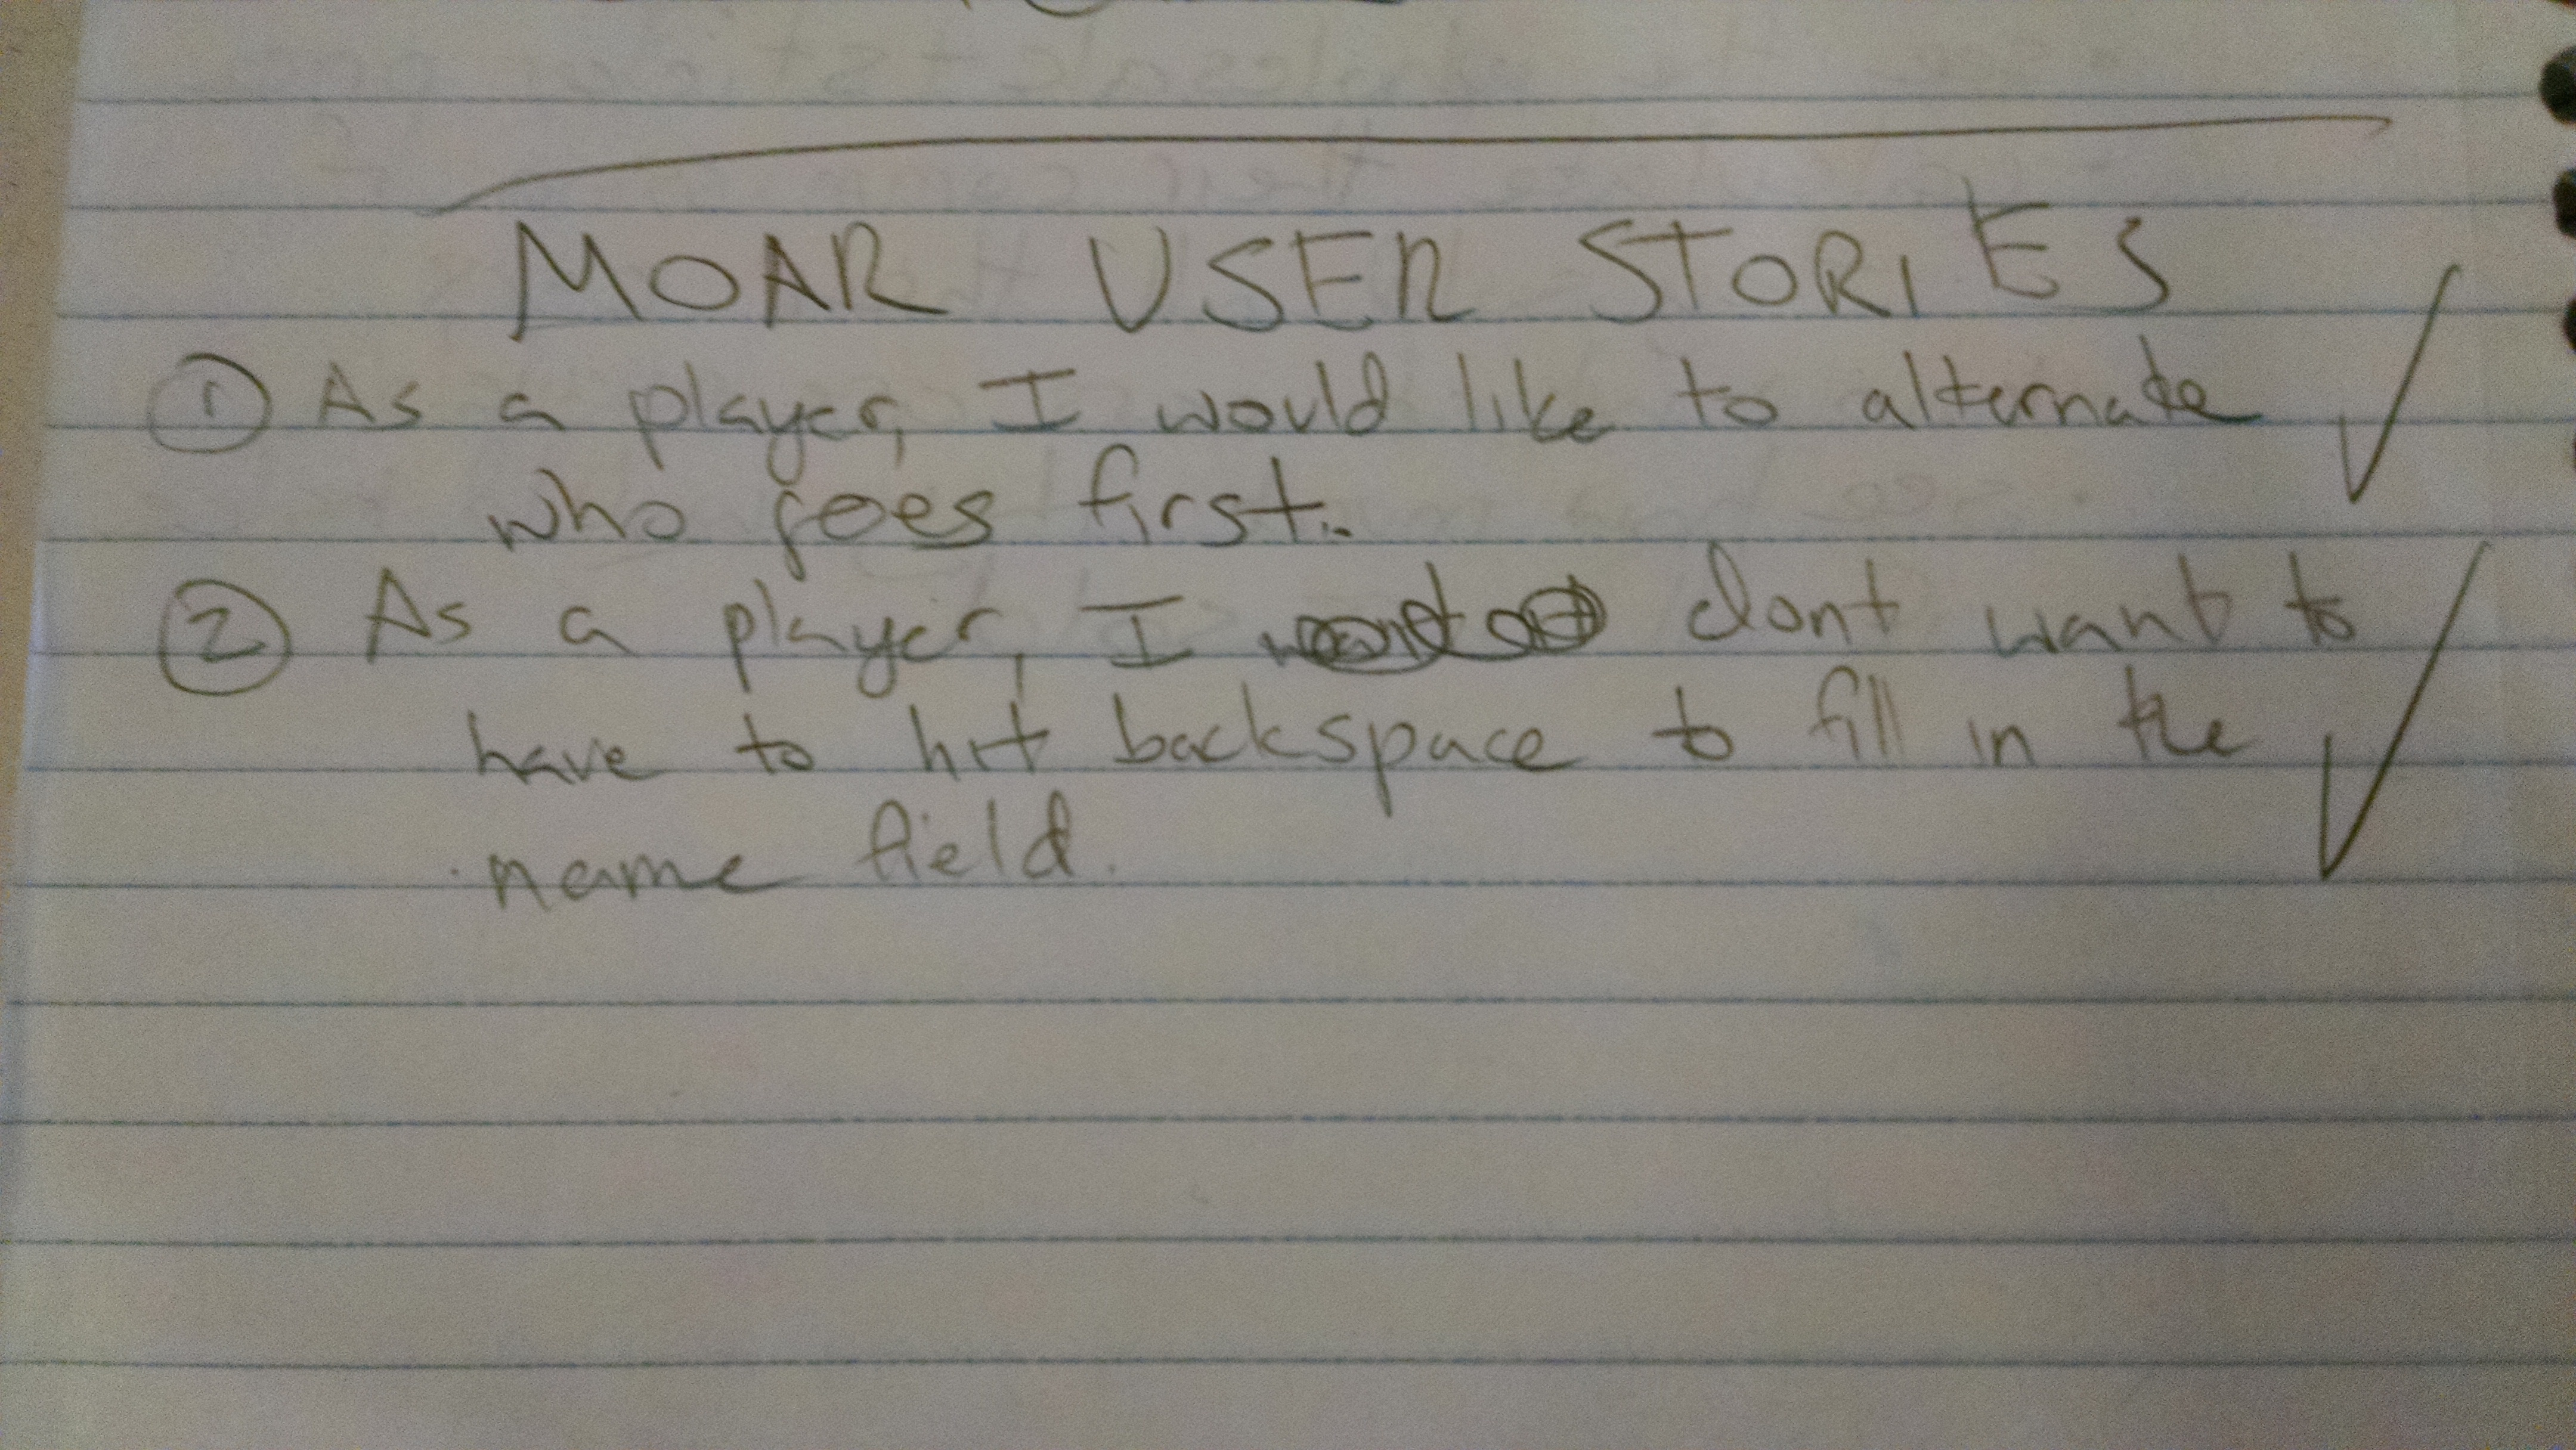 MOAR USER STORIES
① As a player, I would like to alternate ✓
who goes first.
② As a player, I dont want to
have to hit backspace to fill in the ✓
name field.